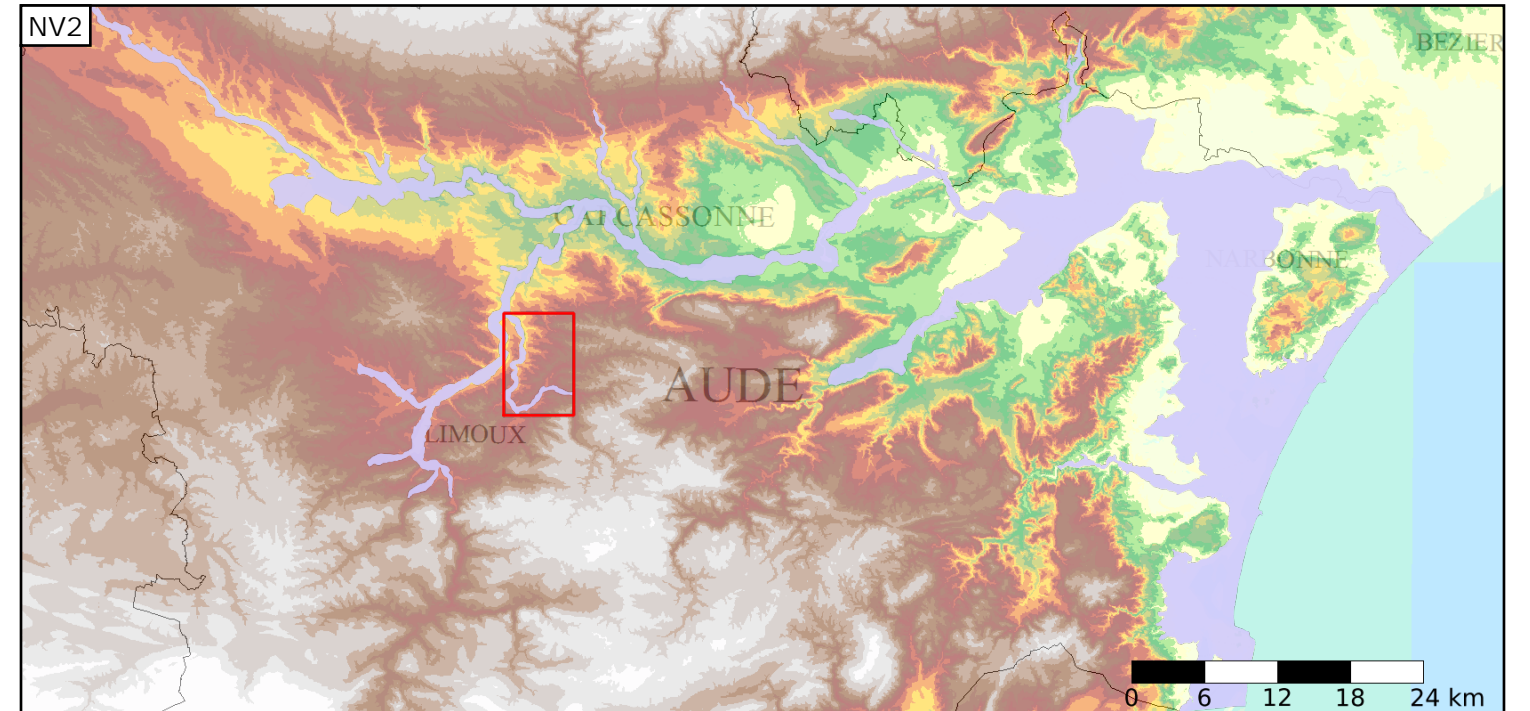 NV2
BEZIER
CARCASSONNE
NARBONNE
AUDE
LIMOUX
0 6 12 18 24 km